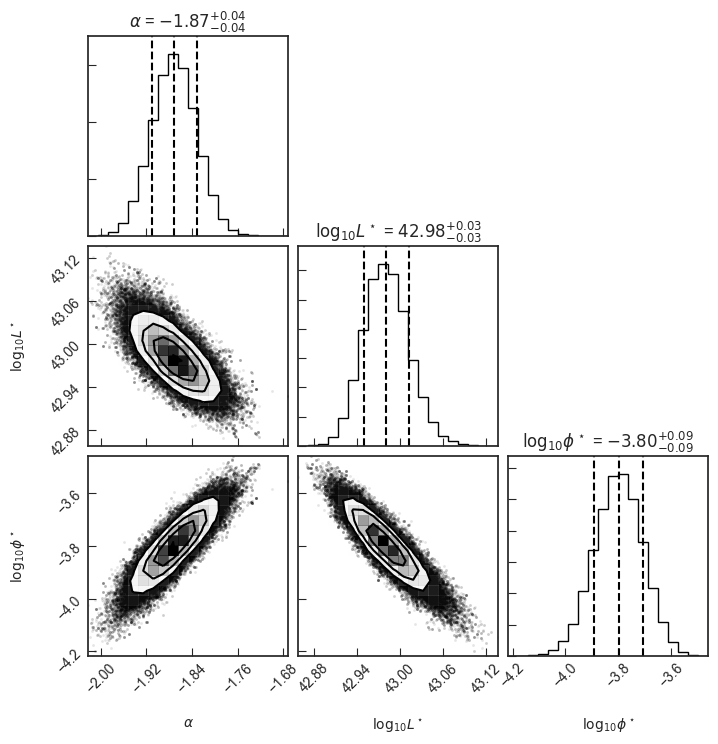 α = −1.87+0.04 −0.04
log10L⋆ = 42.98+0.03 −0.03
43.12
43.06
43.00
42.94
42.88
log10L⋆
log10ϕ⋆ = −3.80+0.09 −0.09
−3.6
−3.8
−4.0
−4.2
log10ϕ⋆
−2.00 −1.92 −1.84 −1.76 −1.68
42.88 42.94 43.00 43.06 43.12
−4.2 −4.0 −3.8 −3.6
α
log10L⋆
log10ϕ⋆